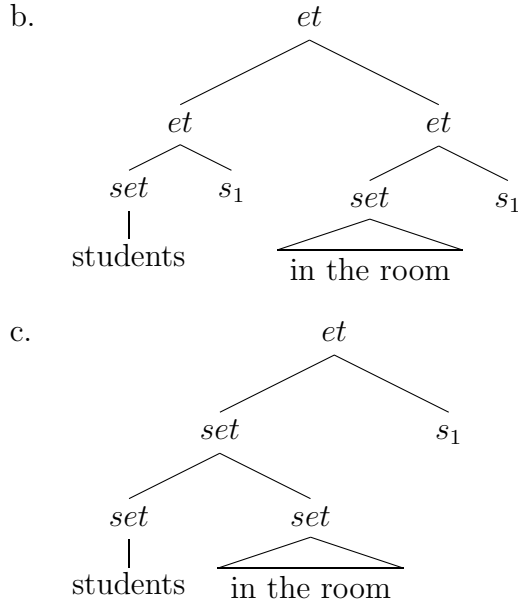 b.
et
et et
set s₁ set s₁
students
in the room
c.
et
set s₁
set set
students in the room